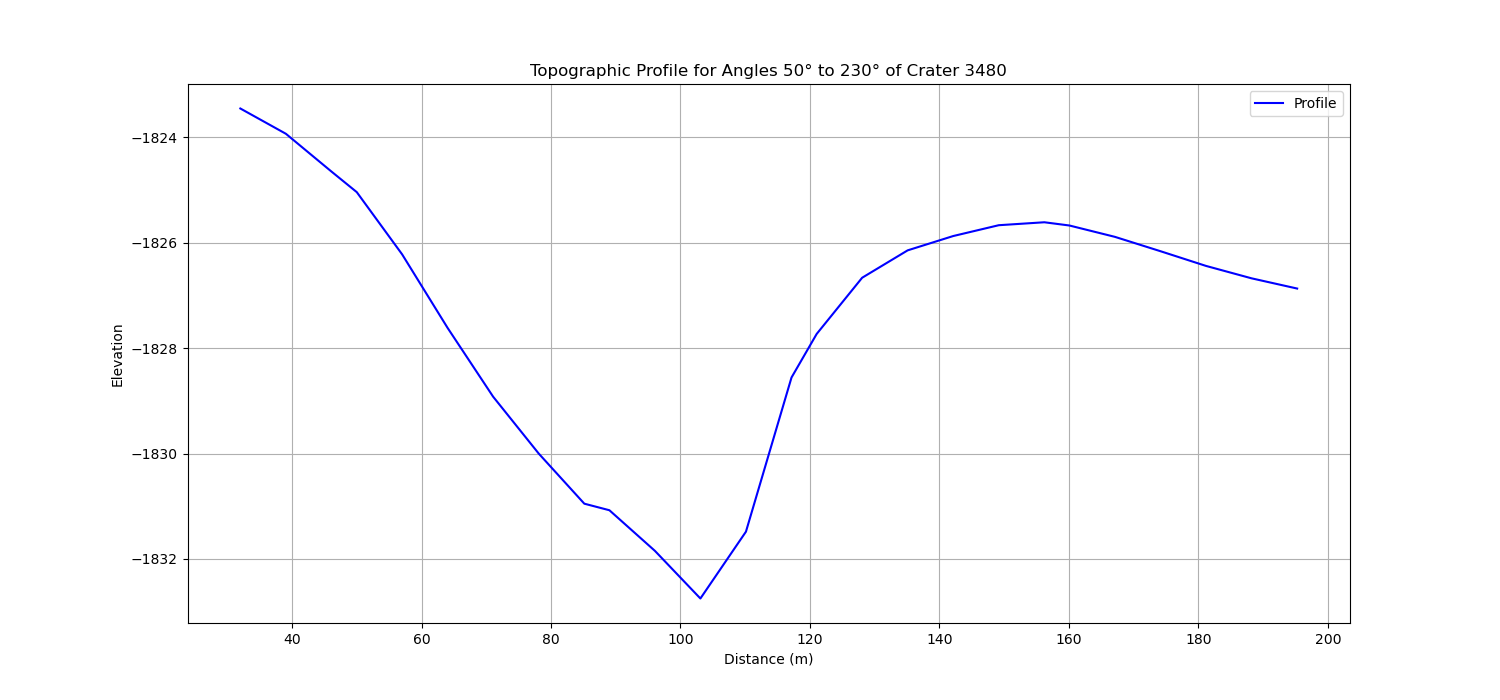 Topographic Profile for Angles 50° to 230° of Crater 3480
Profile
−1824
−1826
−1828
−1830
−1832
Elevation
40 60 80 100 120 140 160 180 200
Distance (m)